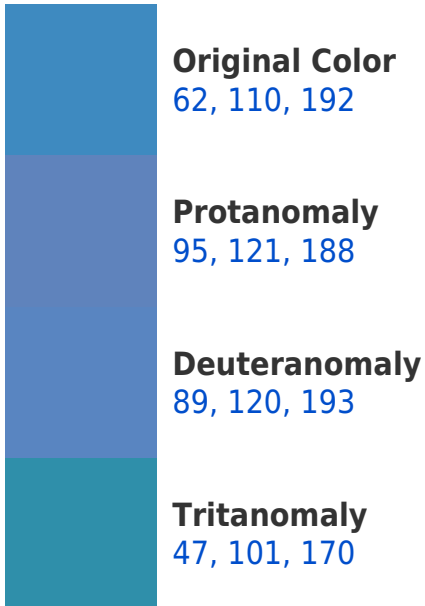 Original Color
62, 110, 192
Protanomaly
95, 121, 188
Deuteranomaly
89, 120, 193
Tritanomaly
47, 101, 170